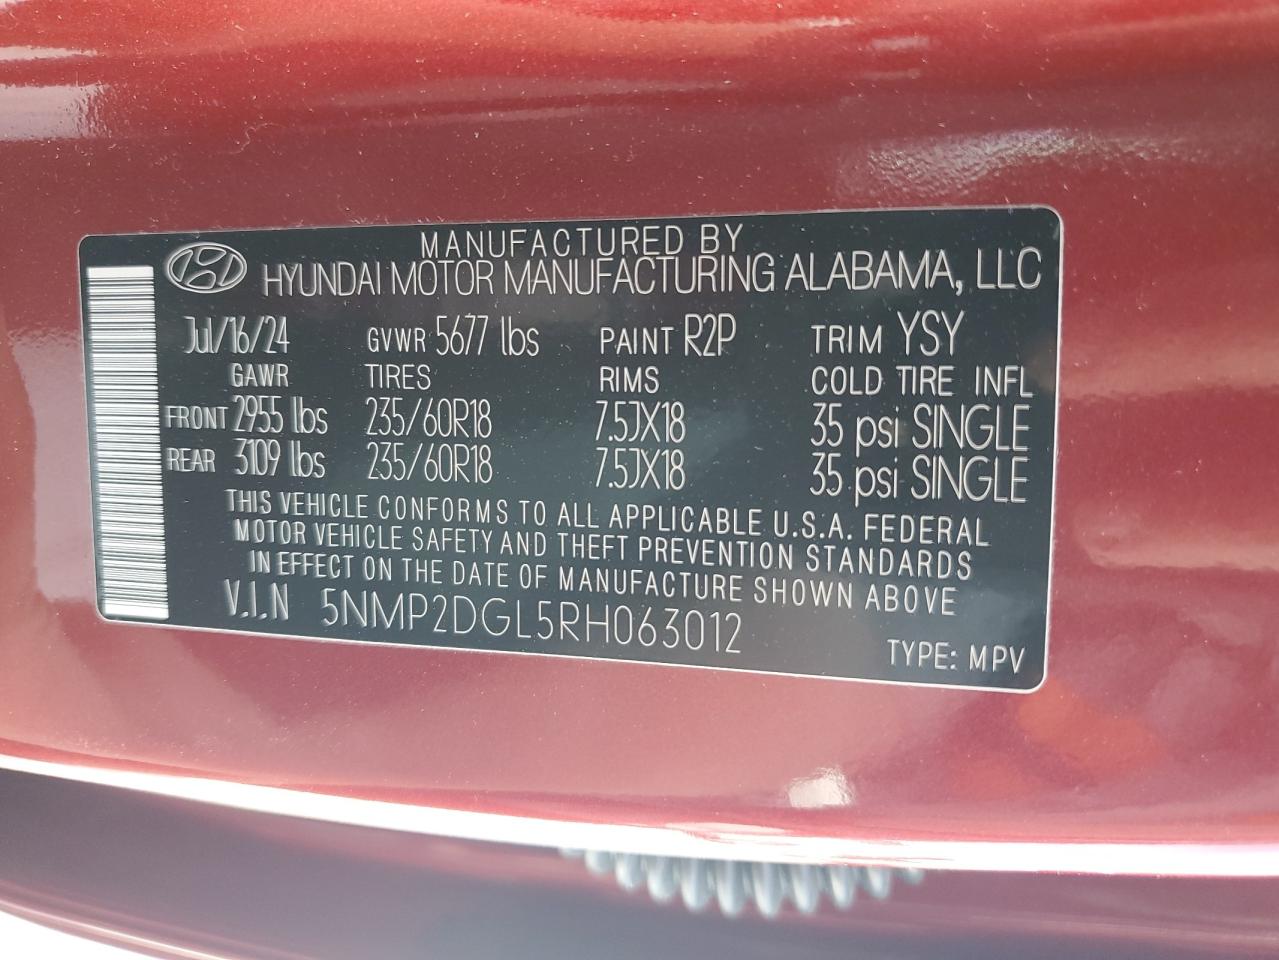 MANUFACTURED BY
HYUNDAI MOTOR MANUFACTURING ALABAMA, LLC
Jul/16/24 GVWR 5677 lbs PAINT R2P TRIM YSY
GAWR TIRES RIMS COLD TIRE INFL
FRONT 2955 lbs 235/60R18 7.5JX18 35 psi SINGLE
REAR 3109 lbs 235/60R18 7.5JX18 35 psi SINGLE
THIS VEHICLE CONFORMS TO ALL APPLICABLE U.S.A. FEDERAL
MOTOR VEHICLE SAFETY AND THEFT PREVENTION STANDARDS
IN EFFECT ON THE DATE OF MANUFACTURE SHOWN ABOVE
V.I.N 5NMP2DGL5RH063012
TYPE: MPV